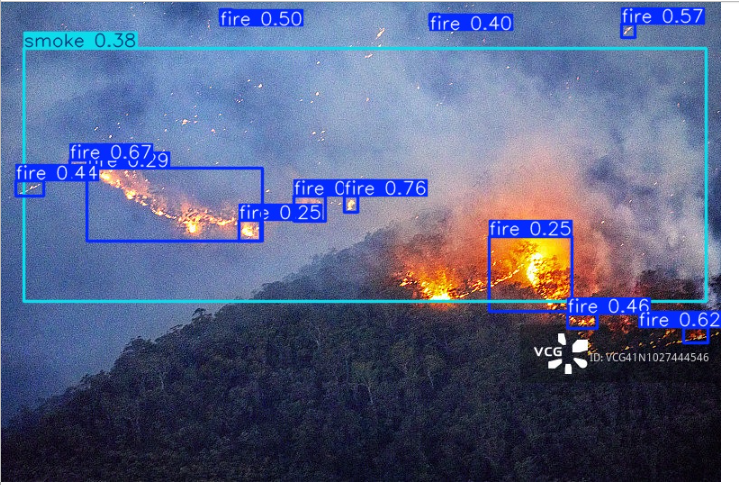 fire 0.50
fire 0.40
fire 0.57
smoke 0.38
fire 0.67
fire 0.29
fire 0.44
fire 0.76
fire 0.25
fire 0.25
fire 0.46
fire 0.62
VCG
ID: VCG41N1027444546